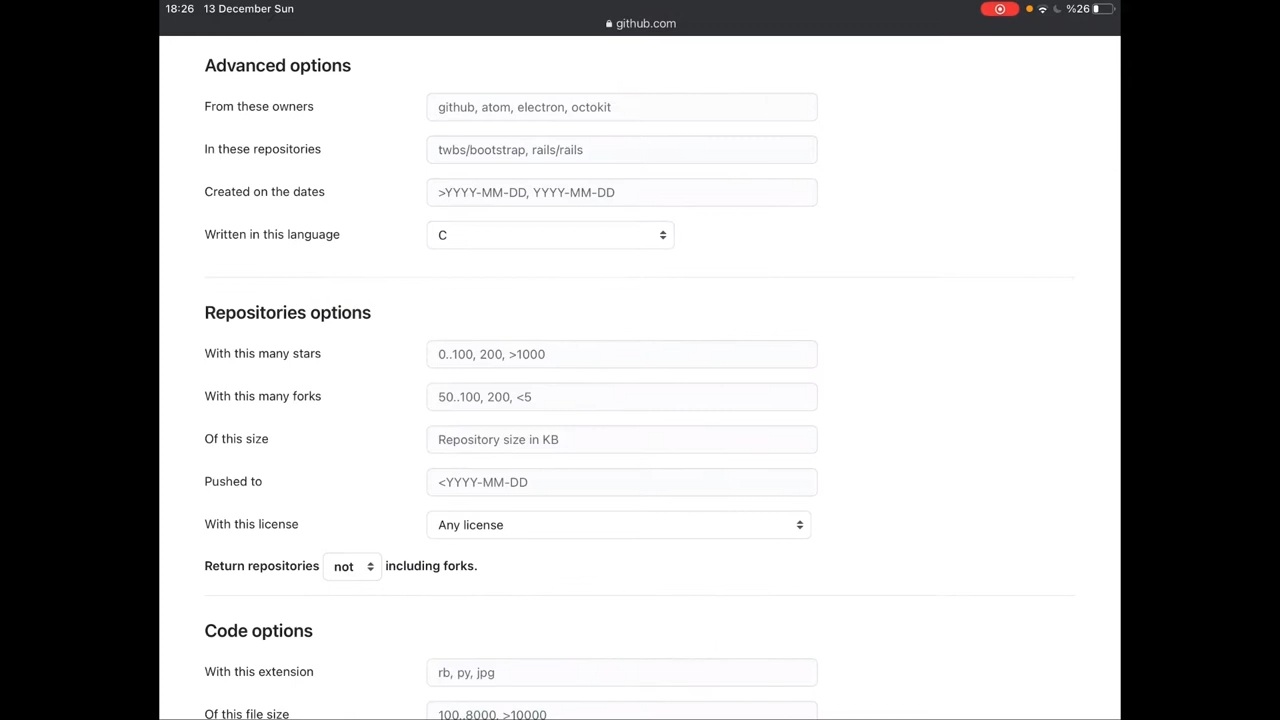 18:26 13 December Sun %26
github.com
Advanced options
From these owners github, atom, electron, octokit
In these repositories twbs/bootstrap, rails/rails
Created on the dates >YYYY-MM-DD, YYYY-MM-DD
Written in this language C
Repositories options
With this many stars 0..100, 200, >1000
With this many forks 50..100, 200, <5
Of this size Repository size in KB
Pushed to <YYYY-MM-DD
With this license Any license
Return repositories not including forks.
Code options
With this extension rb, py, jpg
Of this file size 100..8000, >10000